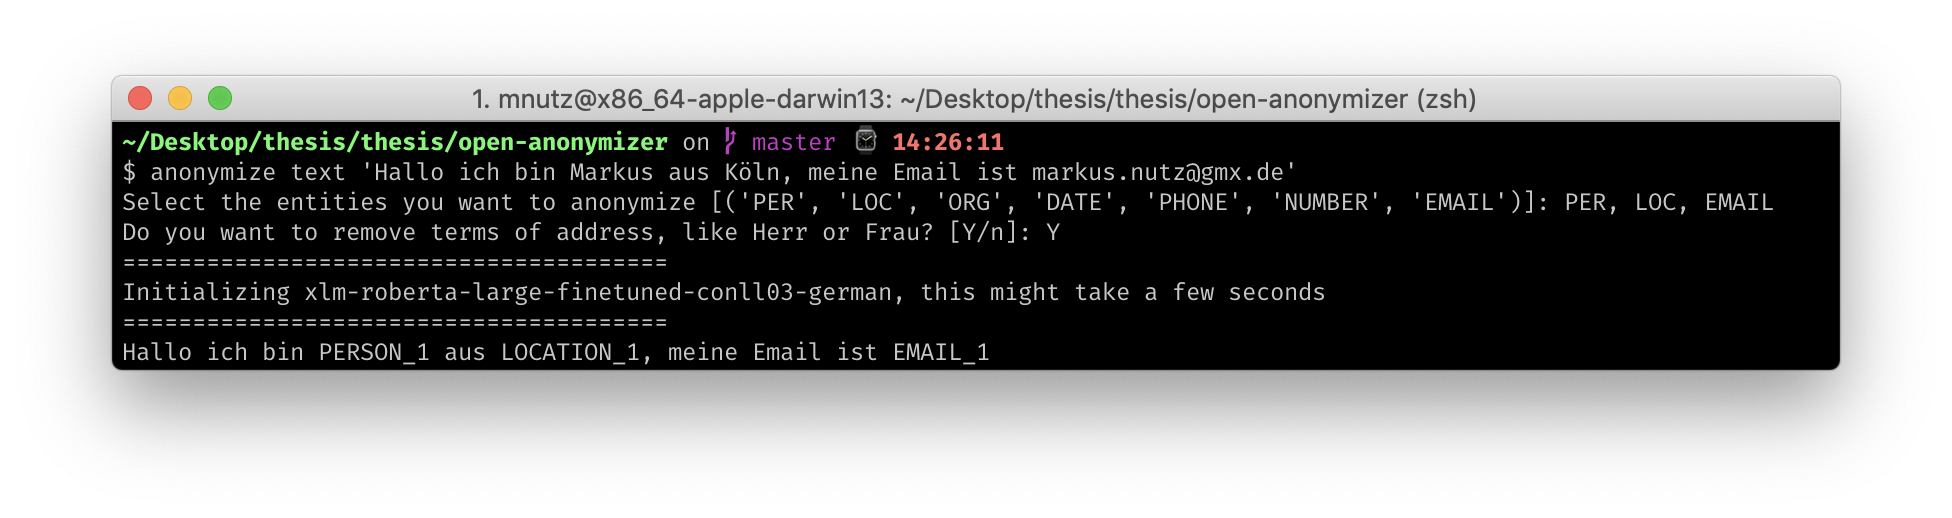 1. mnutz@x86_64-apple-darwin13: ~/Desktop/thesis/thesis/open-anonymizer (zsh)
~/Desktop/thesis/thesis/open-anonymizer on master 14:26:11
$ anonymize text 'Hallo ich bin Markus aus Köln, meine Email ist markus.nutz@gmx.de'
Select the entities you want to anonymize [('PER', 'LOC', 'ORG', 'DATE', 'PHONE', 'NUMBER', 'EMAIL')]: PER, LOC, EMAIL
Do you want to remove terms of address, like Herr or Frau? [Y/n]: Y
=======================================
Initializing xlm-roberta-large-finetuned-conll03-german, this might take a few seconds
=======================================
Hallo ich bin PERSON_1 aus LOCATION_1, meine Email ist EMAIL_1